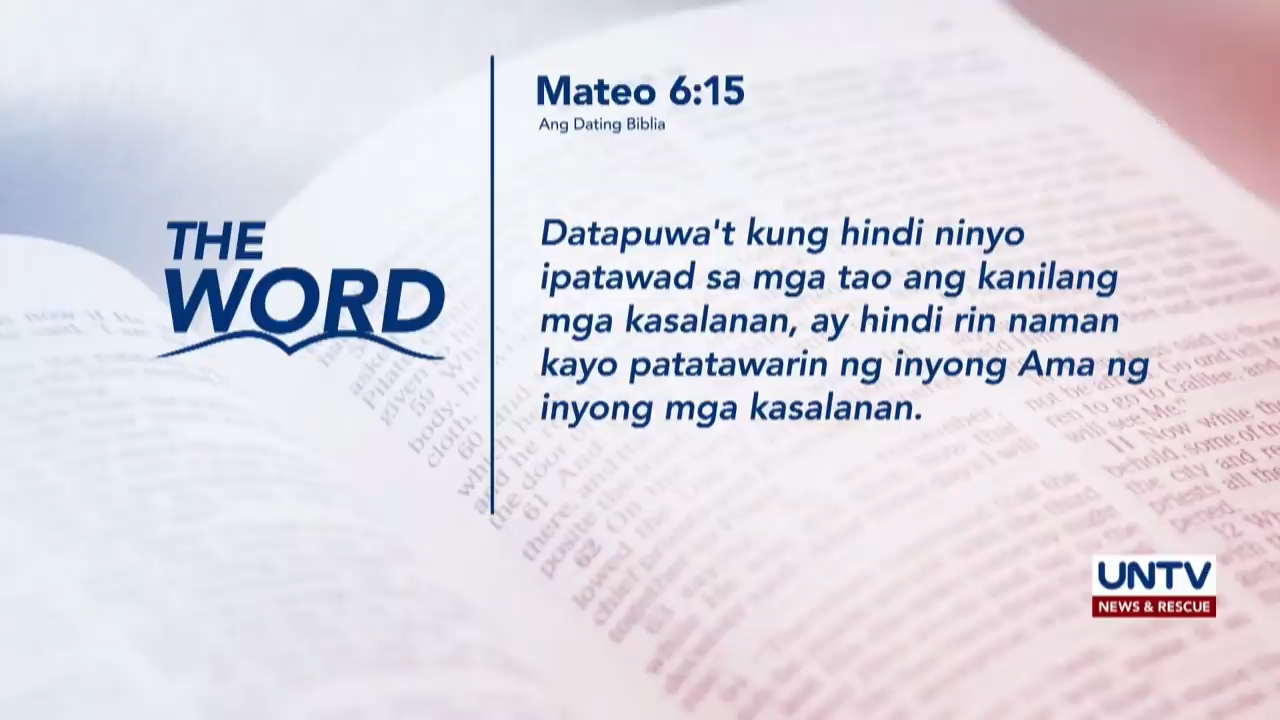 THE
WORD
Mateo 6:15
Ang Dating Biblia
Datapuwa't kung hindi ninyo
ipatawad sa mga tao ang kanilang
mga kasalanan, ay hindi rin naman
kayo patatawarin ng inyong Ama ng
inyong mga kasalanan.
UNTV
NEWS & RESCUE